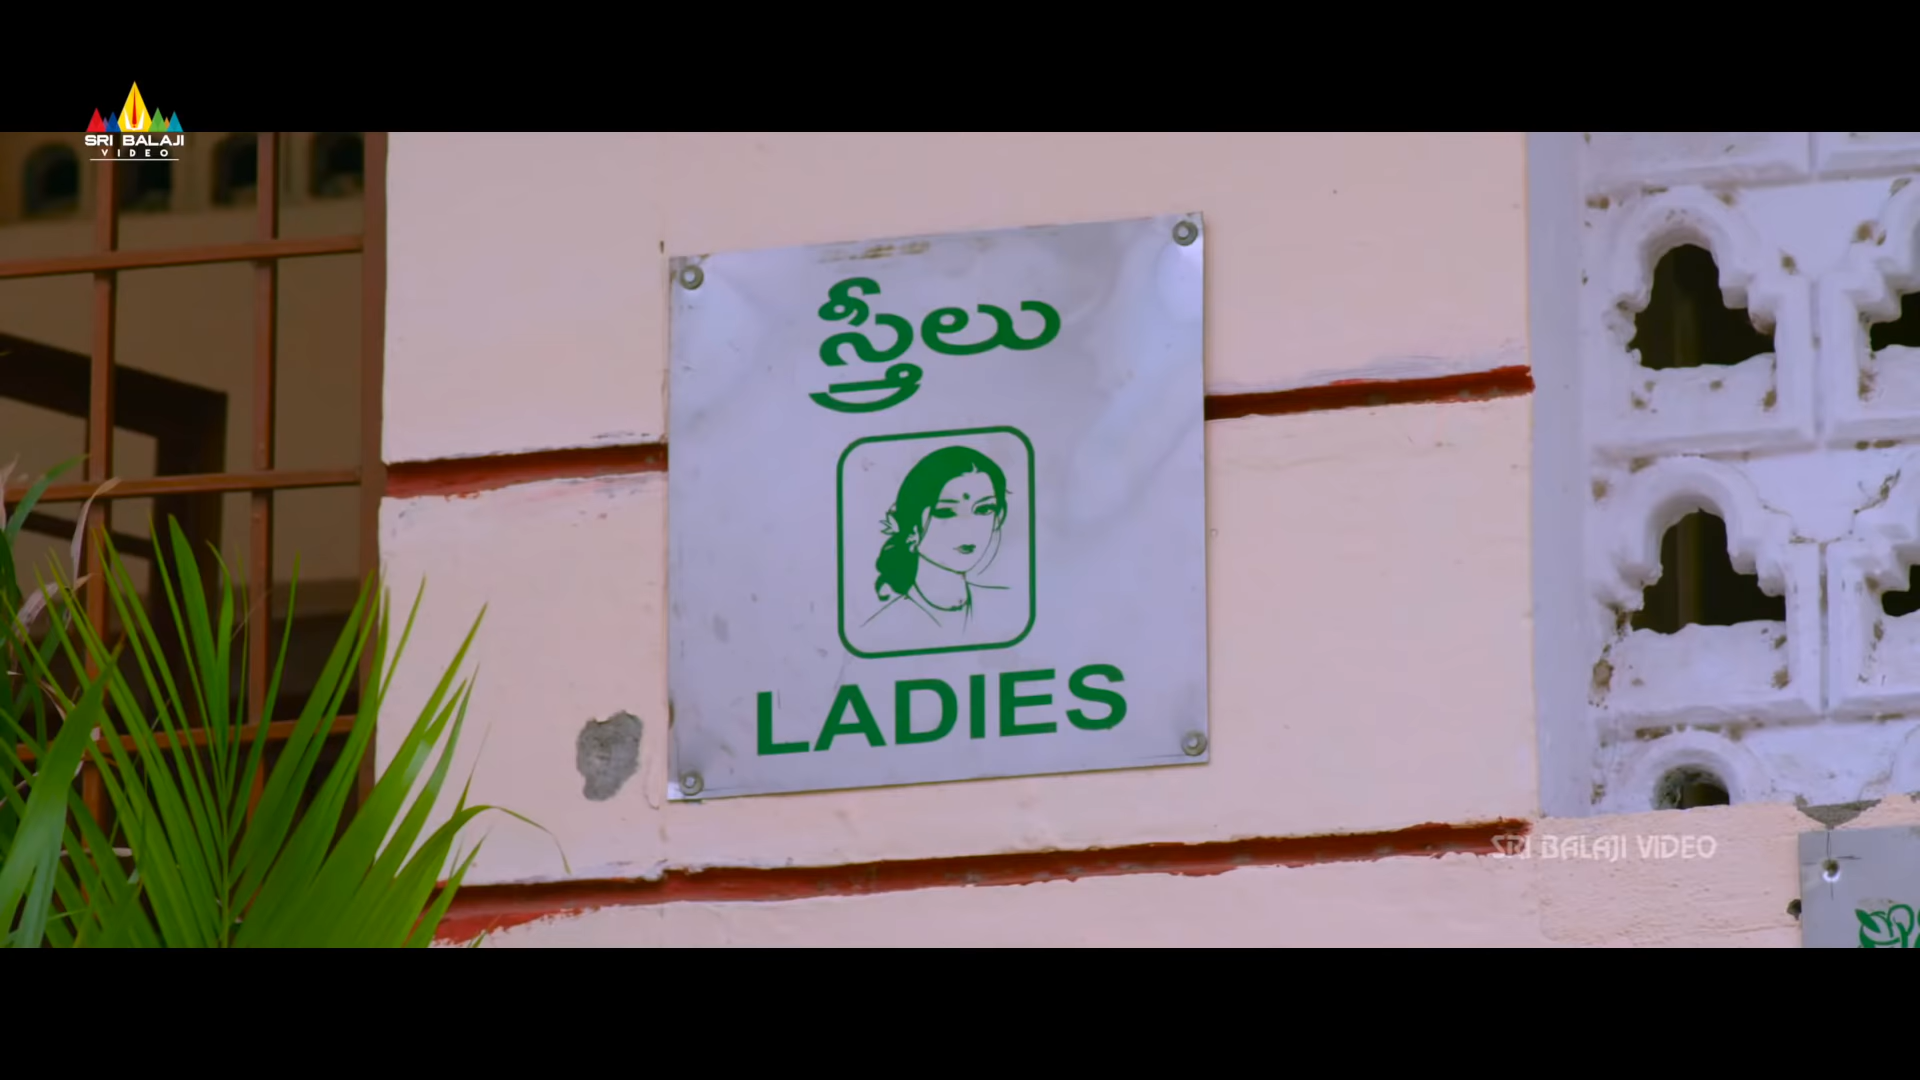 SRI BALAJI
VIDEO
స్త్రీలు
LADIES
SRI BALAJI VIDEO